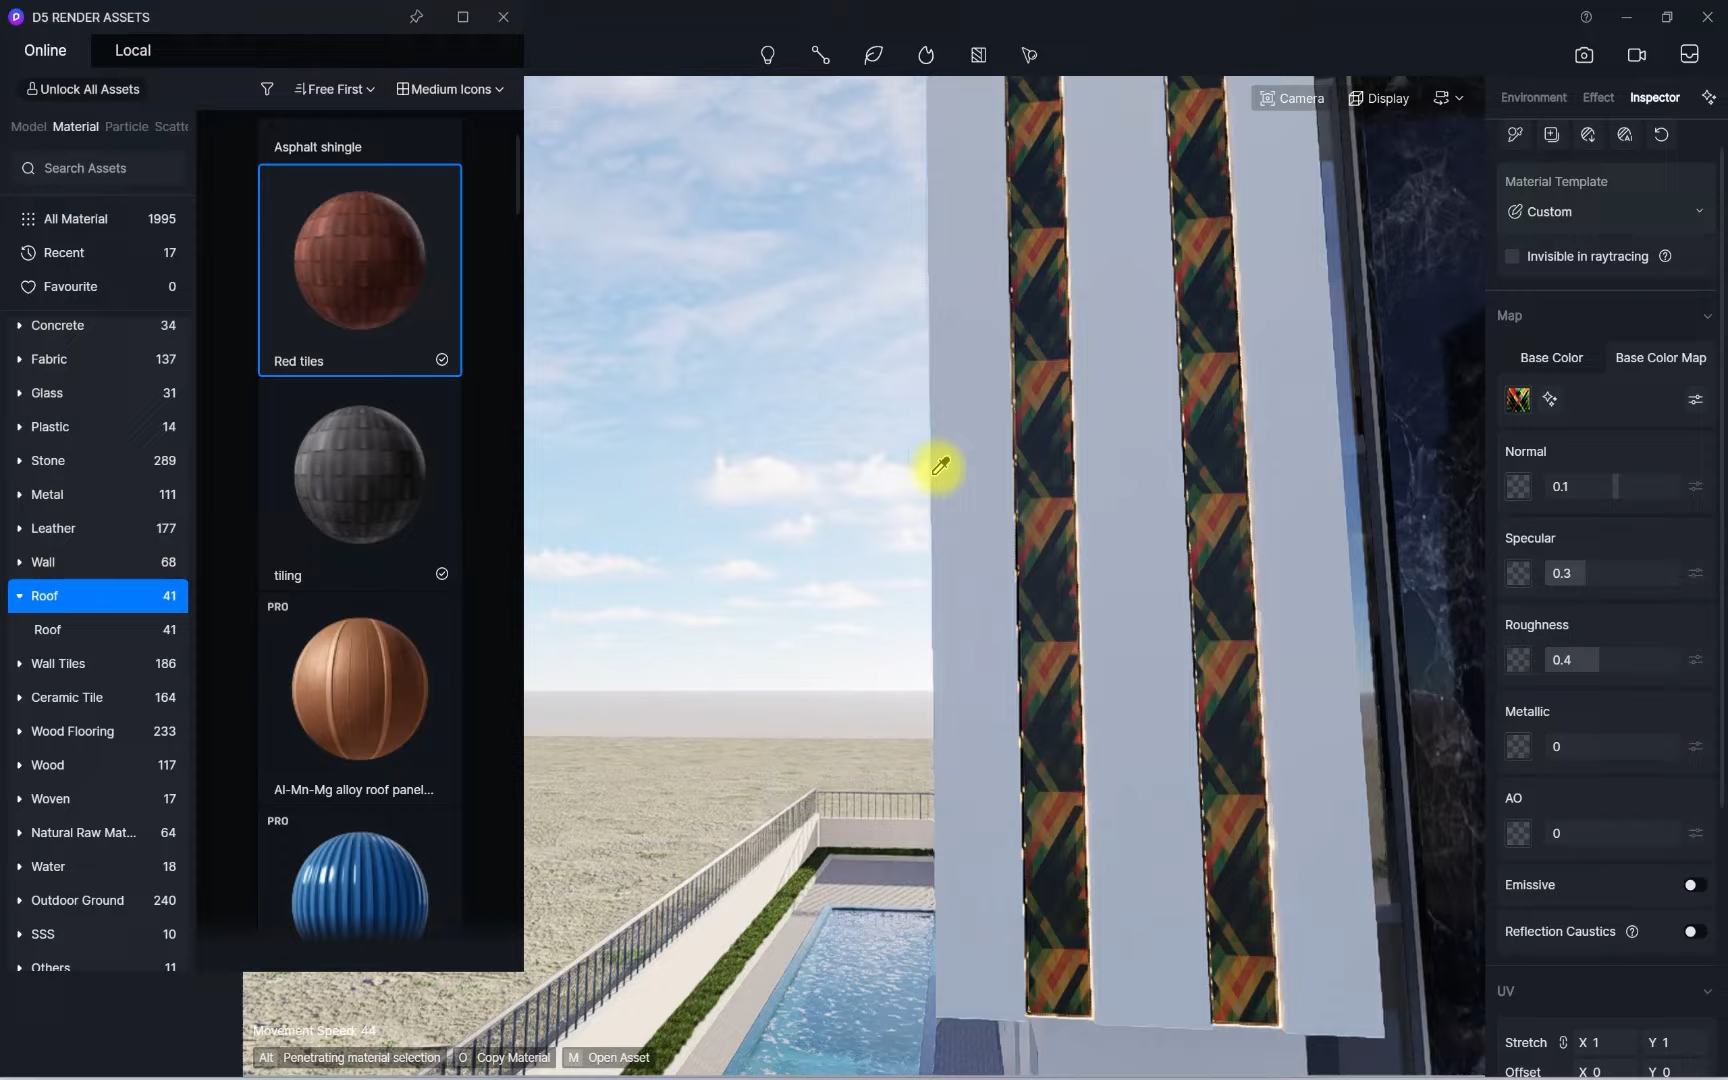 D5 RENDER ASSETS
Online
Local
Unlock All Assets
Free First
Medium Icons
Model Material Particle Scatte
Search Assets
All Material 1995
Recent 17
Favourite 0
Concrete 34
Fabric 137
Glass 31
Plastic 14
Stone 289
Metal 111
Leather 177
Wall 68
Roof 41
Roof 41
Wall Tiles 186
Ceramic Tile 164
Wood Flooring 233
Wood 117
Woven 17
Natural Raw Mat... 64
Water 18
Outdoor Ground 240
SSS 10
Others 11
Asphalt shingle
Red tiles
tiling
PRO
Al-Mn-Mg alloy roof panel...
PRO
Camera
Display
Movement Speed: 44
Alt Penetrating material selection O Copy Material M Open Asset
Environment Effect Inspector
Material Template
Custom
Invisible in raytracing
Map
Base Color Base Color Map
Normal
0.1
Specular
0.3
Roughness
0.4
Metallic
0
AO
0
Emissive
Reflection Caustics
UV
Stretch X 1 Y 1
Offset X 0 Y 0